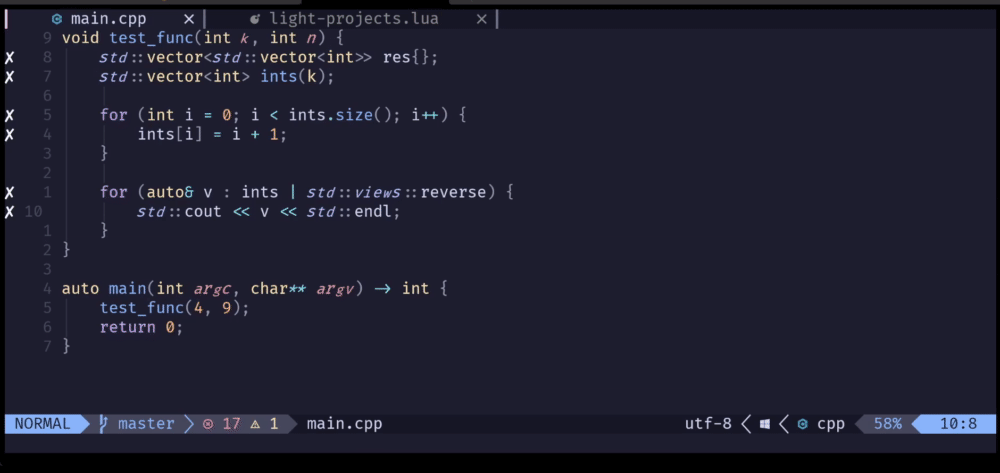 main.cpp ✕ light-projects.lua ✕
9 void test_func(int k, int n) {
✗ 8 std::vector<std::vector<int>> res{};
✗ 7 std::vector<int> ints(k);
6
✗ 5 for (int i = 0; i < ints.size(); i++) {
✗ 4 ints[i] = i + 1;
3 }
2
✗ 1 for (auto& v : ints | std::views::reverse) {
✗ 10 std::cout << v << std::endl;
1 }
2 }
3
4 auto main(int argc, char** argv) -> int {
5 test_func(4, 9);
6 return 0;
7 }
NORMAL master 17 1 main.cpp utf-8 cpp 58% 10:8